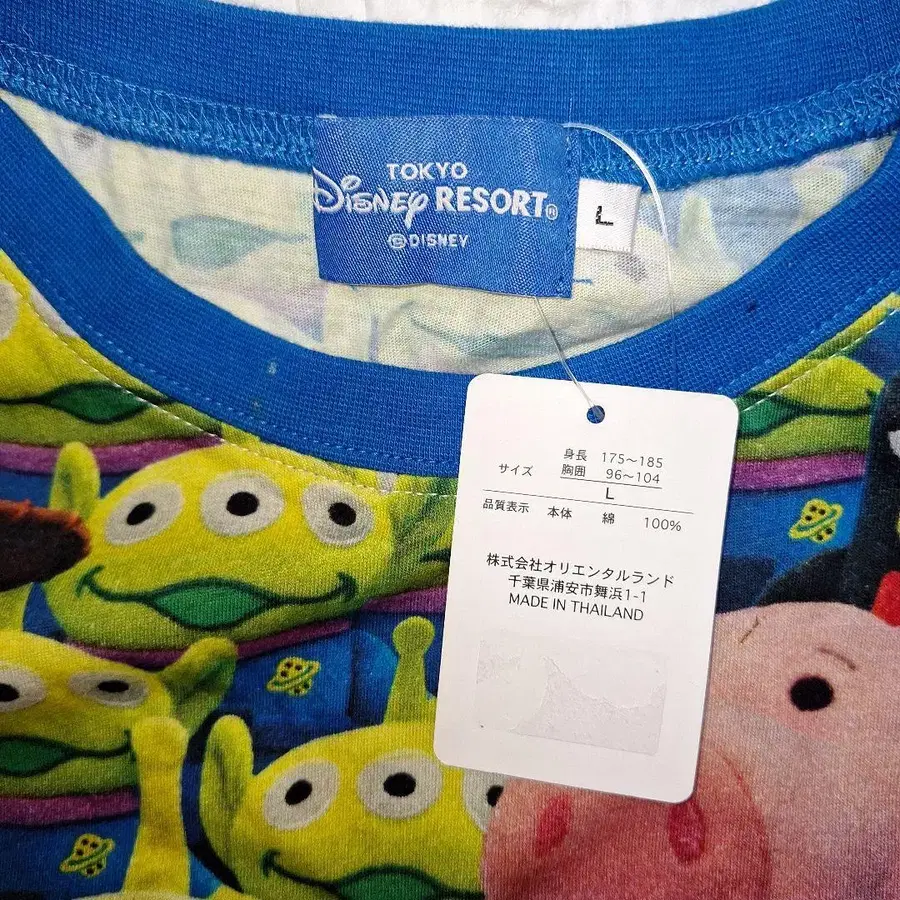 TOKYO
Disney RESORT®
©DISNEY
L
身長 175～185
サイズ 胸囲 96～104
L
品質表示 本体 綿 100%
株式会社オリエンタルランド
千葉県浦安市舞浜1-1
MADE IN THAILAND